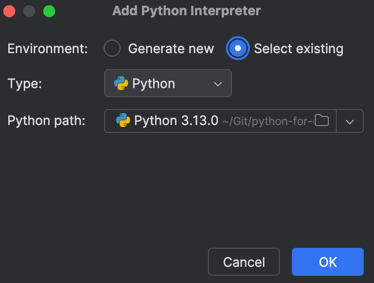 Add Python Interpreter
Environment: Generate new Select existing
Type: Python
Python path: Python 3.13.0 ~/Git/python-for-
Cancel OK